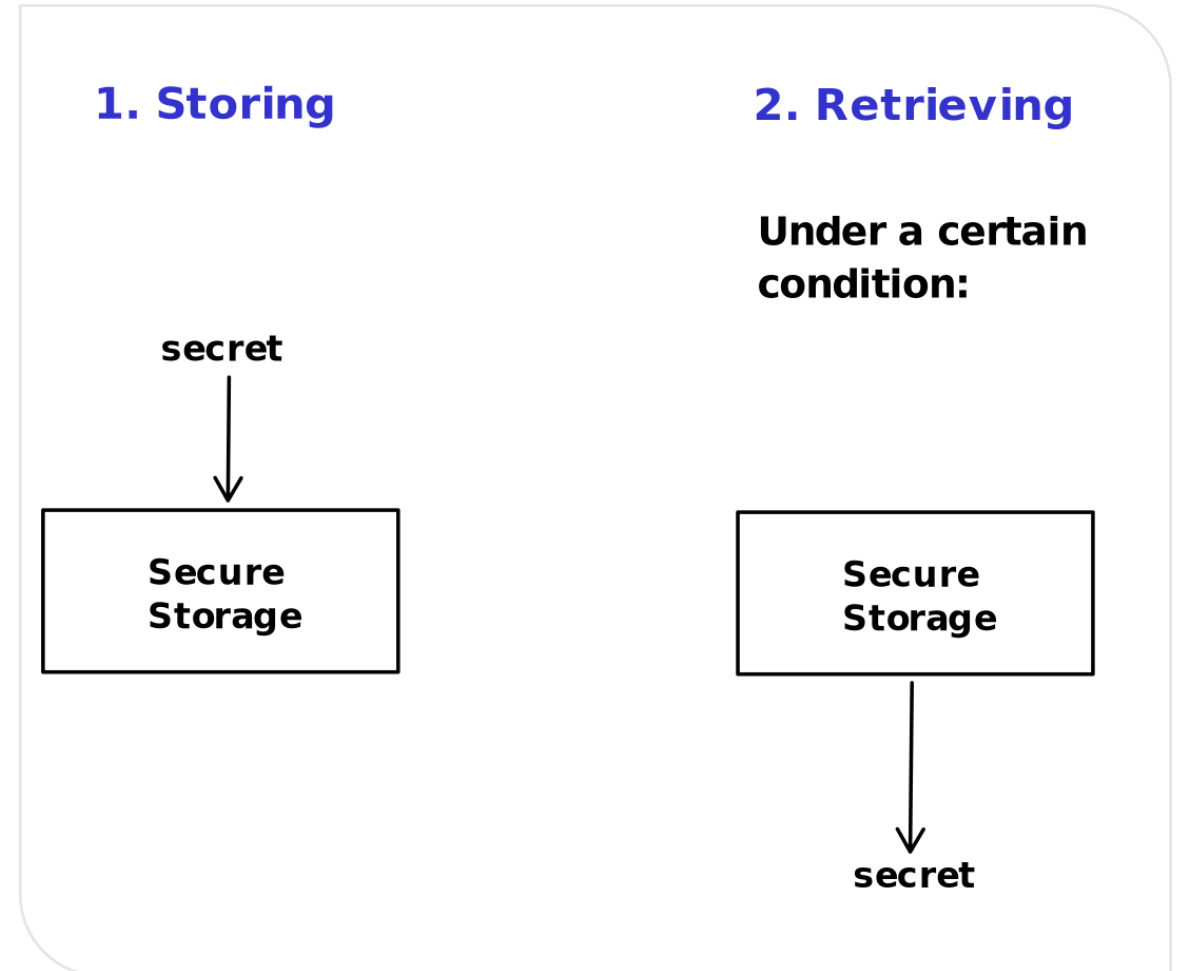 1. Storing
secret
Secure
Storage
2. Retrieving
Under a certain
condition:
Secure
Storage
secret